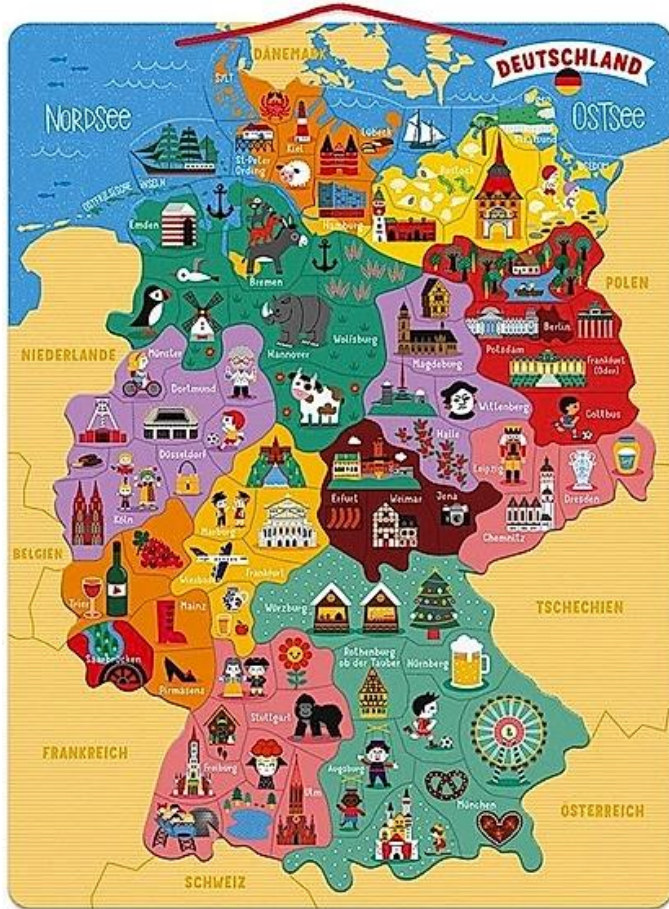 DÄNEMARK
DEUTSCHLAND
SYLT
NORDSee
OSTSee
Kiel
Lübeck
St-Peter
Ording
Rostock
Stralsund
USEDOM
OSTFRIESISCHE INSELN
Hamburg
Emden
Bremen
POLEN
Berlin
Potsdam
Frankfurt
(Oder)
NIEDERLANDE
Münster
Hannover
Wolfsburg
Magdeburg
Dortmund
Wittenberg
Cottbus
Halle
Düsseldorf
Leipzig
Köln
Erfurt
Weimar
Jena
Dresden
Chemnitz
Marburg
BELGIEN
Wiesbaden
Frankfurt
Trier
Mainz
Würzburg
TSCHECHIEN
Saarbrücken
Rothenburg
ob der Tauber
Nürnberg
Pirmasens
Stuttgart
FRANKREICH
Freiburg
Augsburg
Ulm
München
ÖSTERREICH
SCHWEIZ